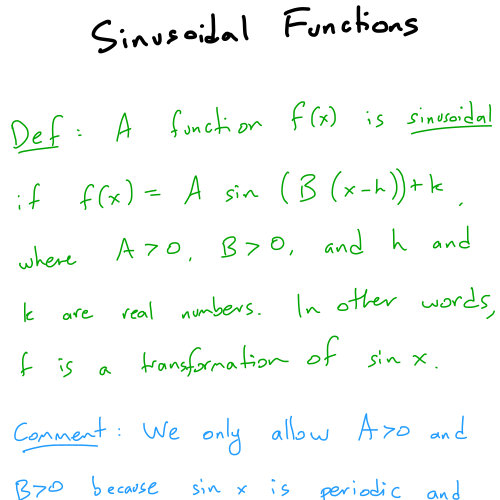 Sinusoidal Functions
Def: A function f(x) is sinusoidal
if f(x) = A sin (B (x-h)) + k,
where A > 0, B > 0, and h and
k are real numbers. In other words,
f is a transformation of sin x.
Comment: We only allow A>0 and
B>0 because sin x is periodic and